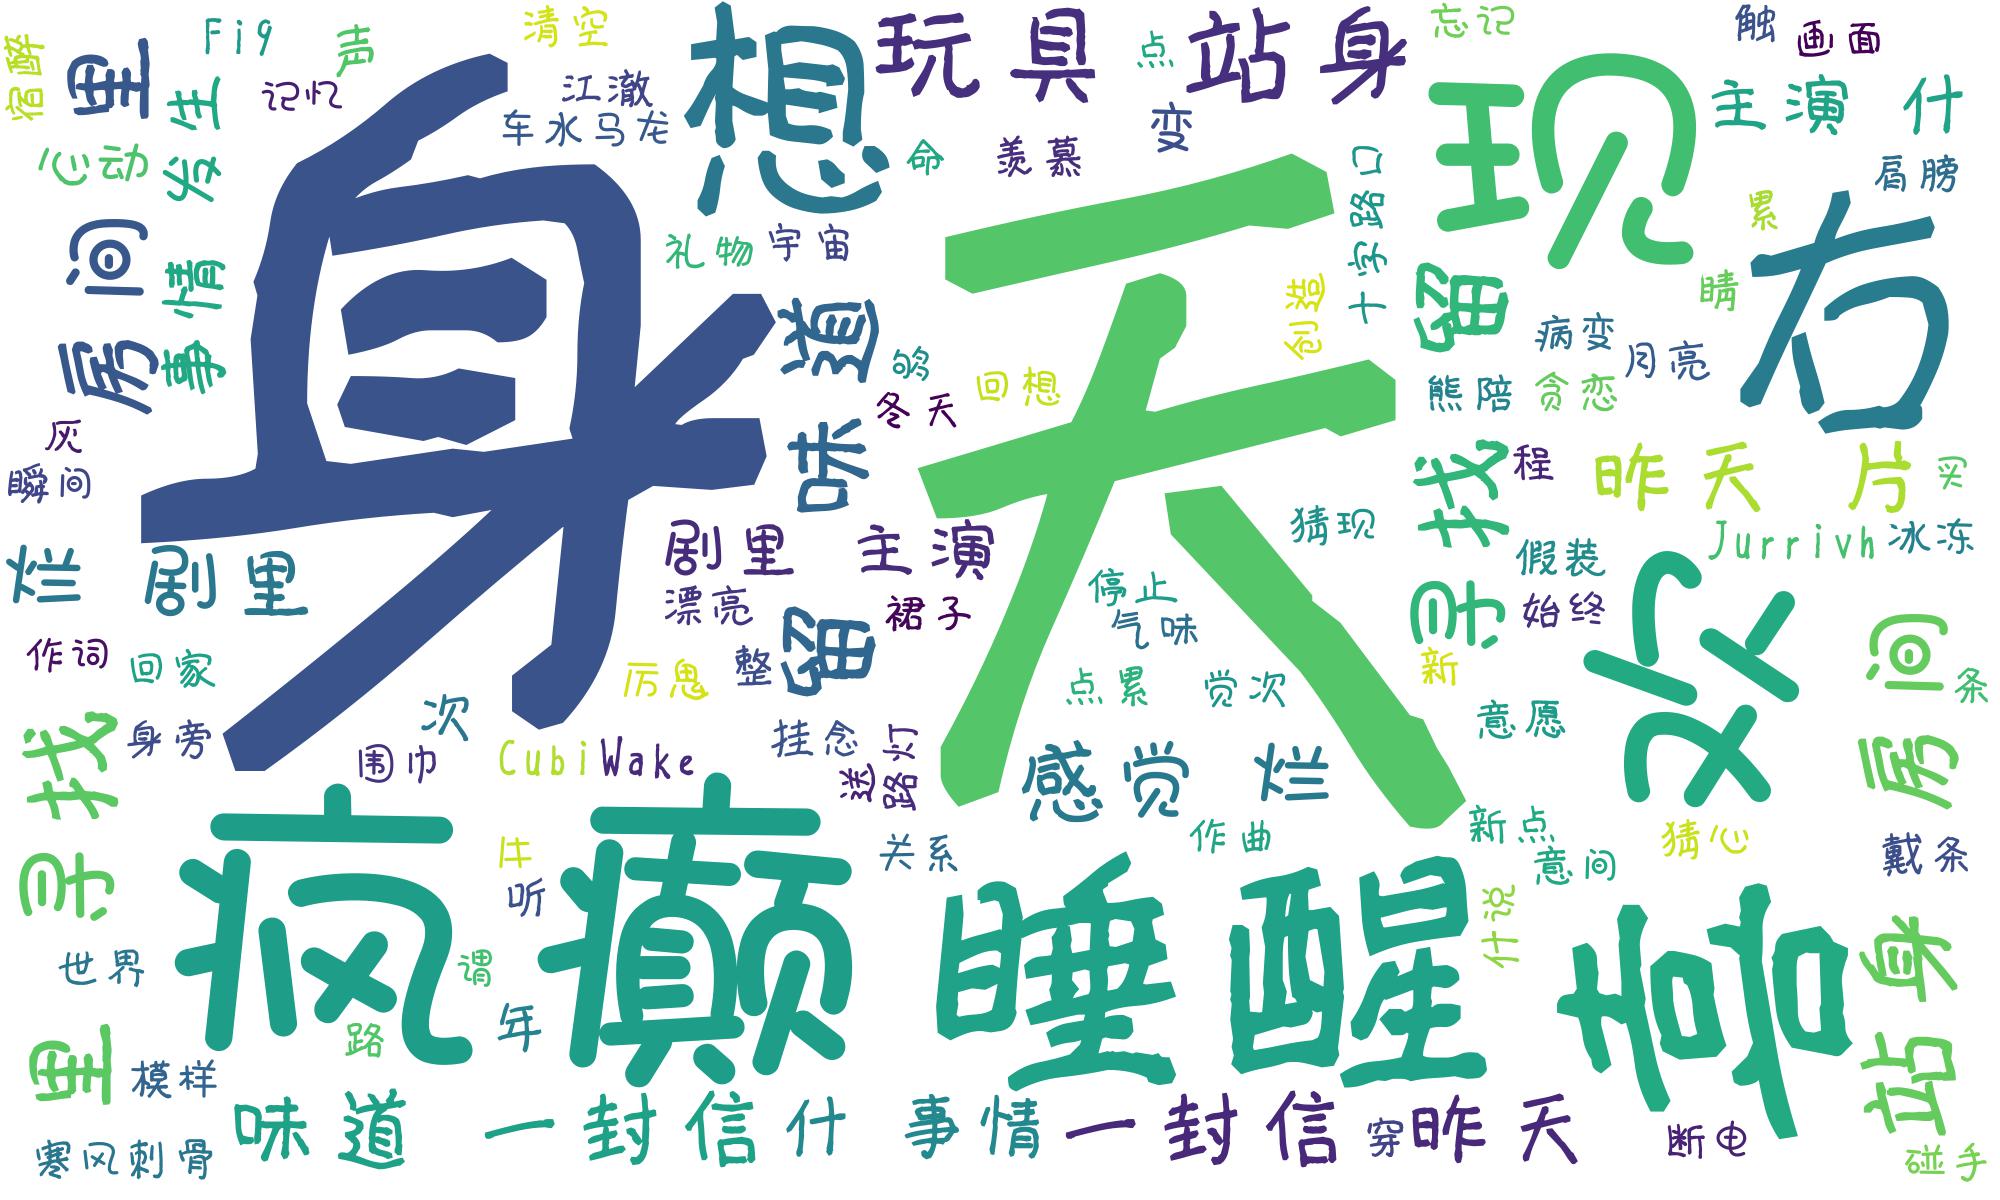 宿醉
里
Fig
声
清空
想
玩具 站身
点
忘记
触
画面
发生
记忆
江澈
车水马龙
变
现
主演 什
心动
身
命
羡慕
十字路口
肩膀
累
右
房间
事情
礼物
宇宙
天
创造
留
睛
病变
月亮
味道
回想
冬天
熊陪
贪恋
灰
瞬间
寻找
程
昨天 片
买
Jurrivh
冰冻
剧里
剧里 主演
猜现
假装
始终
漂亮
留
裙子
停止
气味
作词
回家
厉鬼
整
点累
觉次
新
意愿
房间
条
寻找
身旁
次
围巾
Cubi
Wake
挂念
送
路灯
感觉
作曲
新点
意间
猜心
戴条
关系
疯癫
牛
听
睡醒
什说
喜
站身
世界
谓
年
路
里
模样
寒风刺骨
味道
一封信什
事情
一封信
穿
昨天
断电
碰手